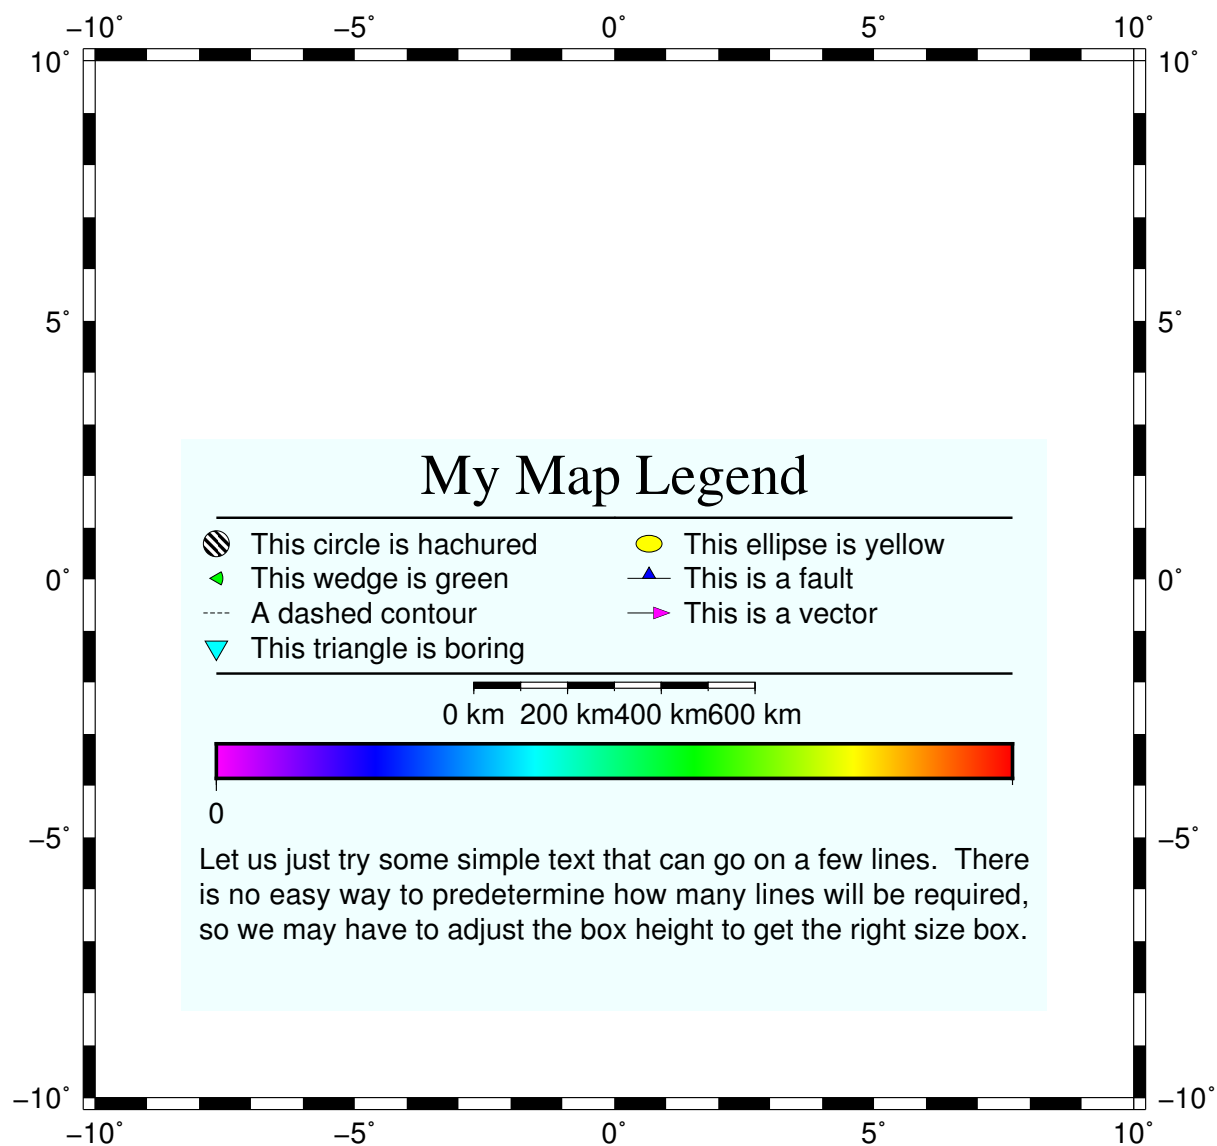 −10˚ −5˚ 0˚ 5˚ 10˚
10˚ 10˚
5˚ 5˚
My Map Legend
This circle is hachured This ellipse is yellow
0˚ This wedge is green This is a fault 0˚
A dashed contour This is a vector
This triangle is boring
0 km 200 km 400 km 600 km
0
−5˚ −5˚
Let us just try some simple text that can go on a few lines. There
is no easy way to predetermine how many lines will be required,
so we may have to adjust the box height to get the right size box.
−10˚ −10˚
−10˚ −5˚ 0˚ 5˚ 10˚